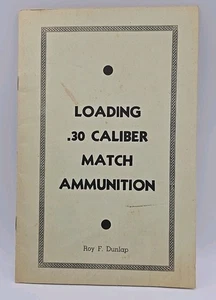 LOADING
.30 CALIBER
MATCH
AMMUNITION
Roy F. Dunlap